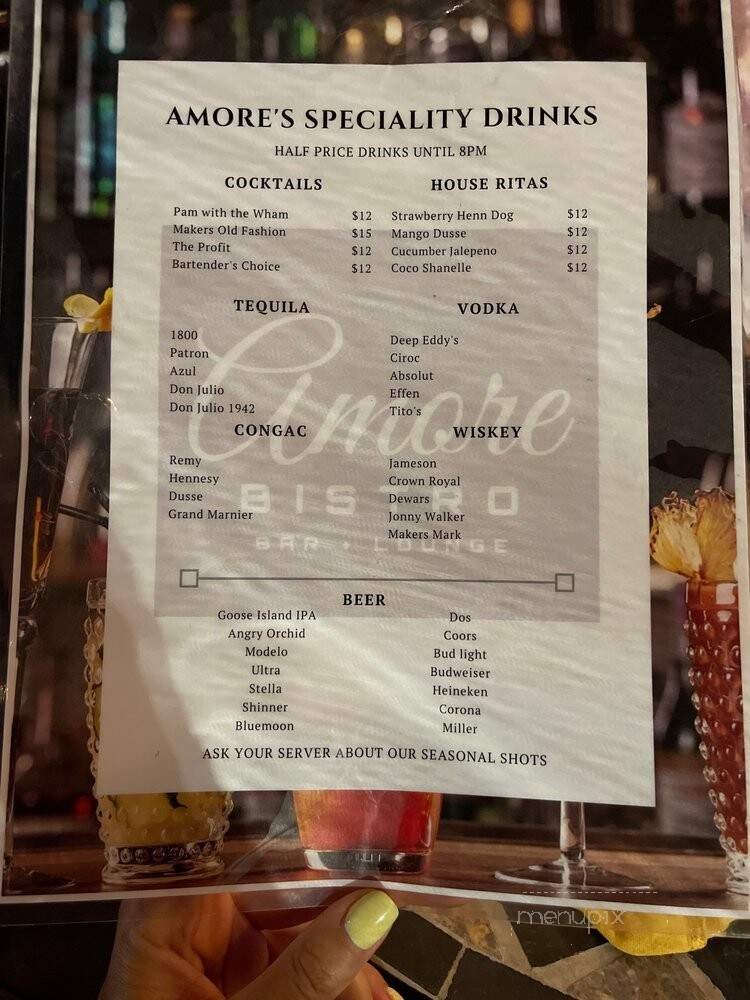 AMORE'S SPECIALITY DRINKS
HALF PRICE DRINKS UNTIL 8PM
COCKTAILS
Pam with the Wham $12
Makers Old Fashion $15
The Profit $12
Bartender's Choice $12
HOUSE RITAS
Strawberry Henn Dog $12
Mango Dusse $12
Cucumber Jalepeno $12
Coco Shanelle $12
TEQUILA
1800
Patron
Azul
Don Julio
Don Julio 1942
VODKA
Deep Eddy's
Ciroc
Absolut
Effen
Tito's
CONGAC
Remy
Hennesy
Dusse
Grand Marnier
WISKEY
Jameson
Crown Royal
Dewars
Jonny Walker
Makers Mark
Amore
BISTRO
BAR • LOUNGE
BEER
Goose Island IPA
Angry Orchid
Modelo
Ultra
Stella
Shinner
Bluemoon
Dos
Coors
Bud light
Budweiser
Heineken
Corona
Miller
ASK YOUR SERVER ABOUT OUR SEASONAL SHOTS
menupix